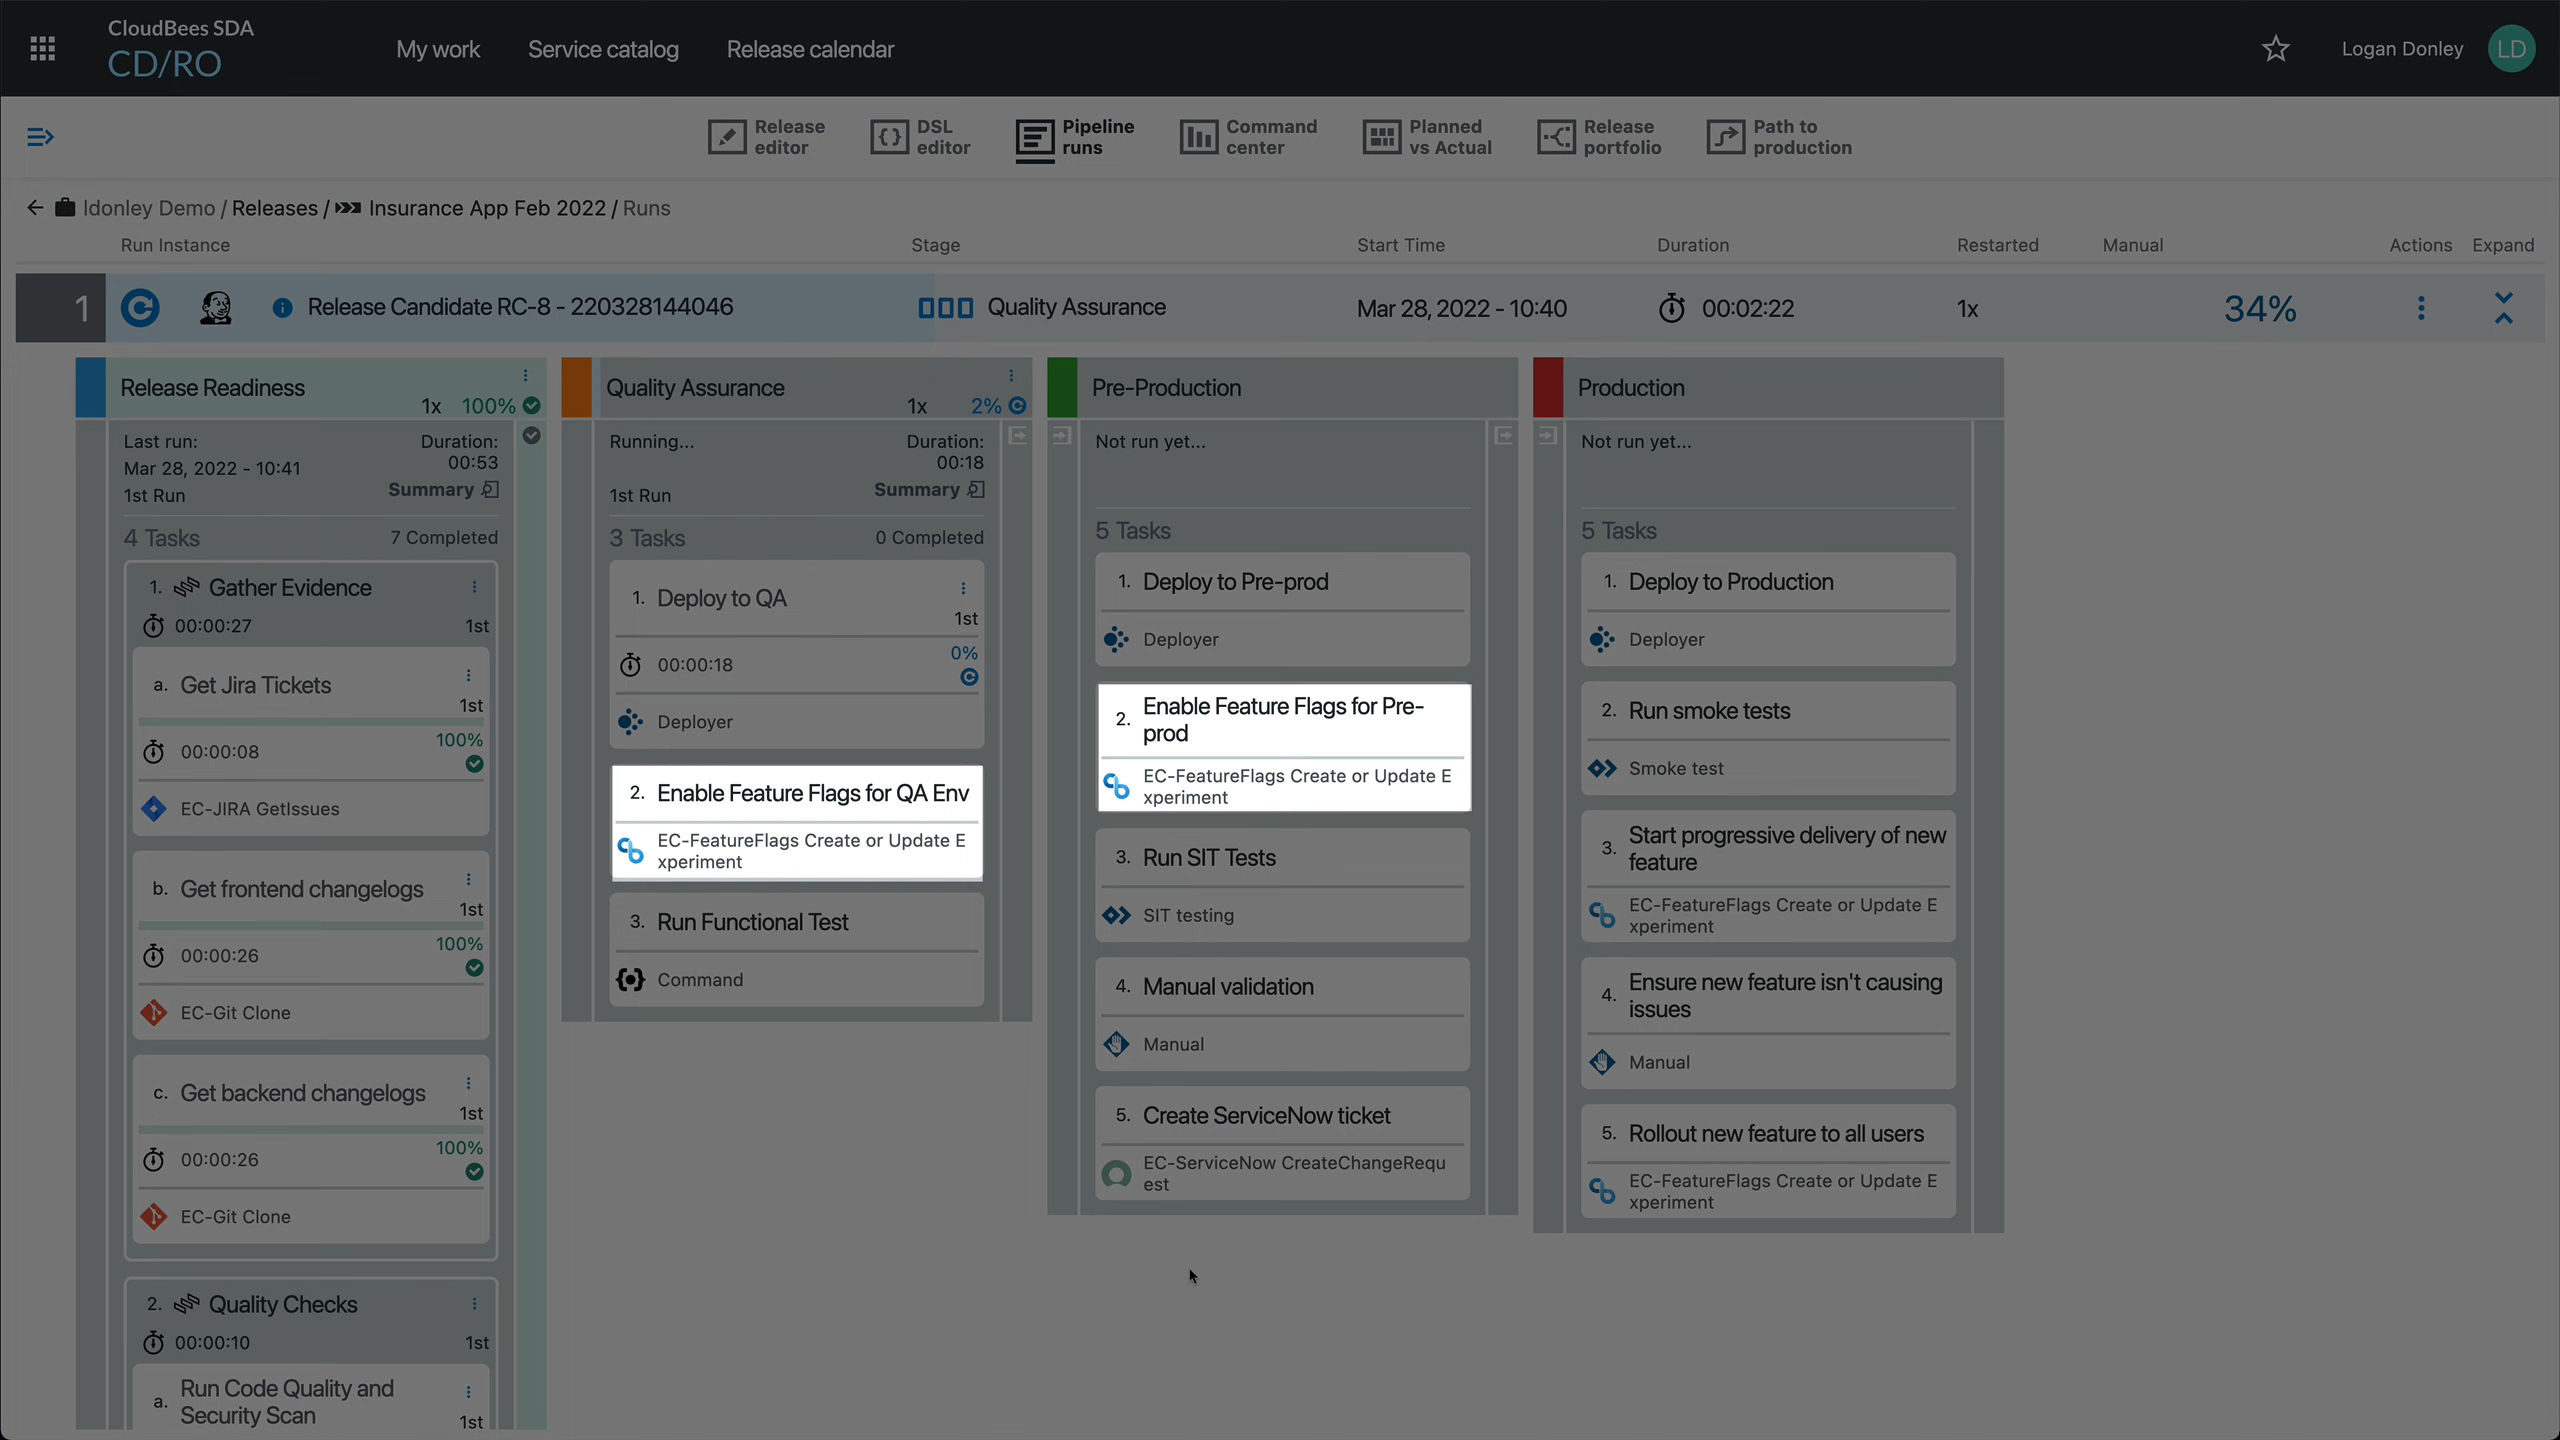 CloudBees SDA
CD/RO
My work
Service catalog
Release calendar
Logan Donley
LD
Release editor
DSL editor
Pipeline runs
Command center
Planned vs Actual
Release portfolio
Path to production
ldonley Demo / Releases / Insurance App Feb 2022 / Runs
Run Instance
Stage
Start Time
Duration
Restarted
Manual
Actions
Expand
1
Release Candidate RC-8 - 220328144046
Quality Assurance
Mar 28, 2022 - 10:40
00:02:22
1x
34%
Release Readiness
1x 100%
Last run:
Mar 28, 2022 - 10:41
1st Run
Duration:
00:53
Summary
4 Tasks
7 Completed
1. Gather Evidence
00:00:27
1st
a. Get Jira Tickets
1st
00:00:08
100%
EC-JIRA GetIssues
b. Get frontend changelogs
1st
00:00:26
100%
EC-Git Clone
c. Get backend changelogs
1st
00:00:26
100%
EC-Git Clone
2. Quality Checks
00:00:10
1st
a. Run Code Quality and
Security Scan
1st
Quality Assurance
1x 2%
Running...
1st Run
Duration:
00:18
Summary
3 Tasks
0 Completed
1. Deploy to QA
1st
00:00:18
0%
Deployer
2. Enable Feature Flags for QA Env
EC-FeatureFlags Create or Update E
xperiment
3. Run Functional Test
Command
Pre-Production
Not run yet...
5 Tasks
1. Deploy to Pre-prod
Deployer
2. Enable Feature Flags for Pre-
prod
EC-FeatureFlags Create or Update E
xperiment
3. Run SIT Tests
SIT testing
4. Manual validation
Manual
5. Create ServiceNow ticket
EC-ServiceNow CreateChangeRequ
est
Production
Not run yet...
5 Tasks
1. Deploy to Production
Deployer
2. Run smoke tests
Smoke test
3. Start progressive delivery of new
feature
EC-FeatureFlags Create or Update E
xperiment
4. Ensure new feature isn't causing
issues
Manual
5. Rollout new feature to all users
EC-FeatureFlags Create or Update E
xperiment